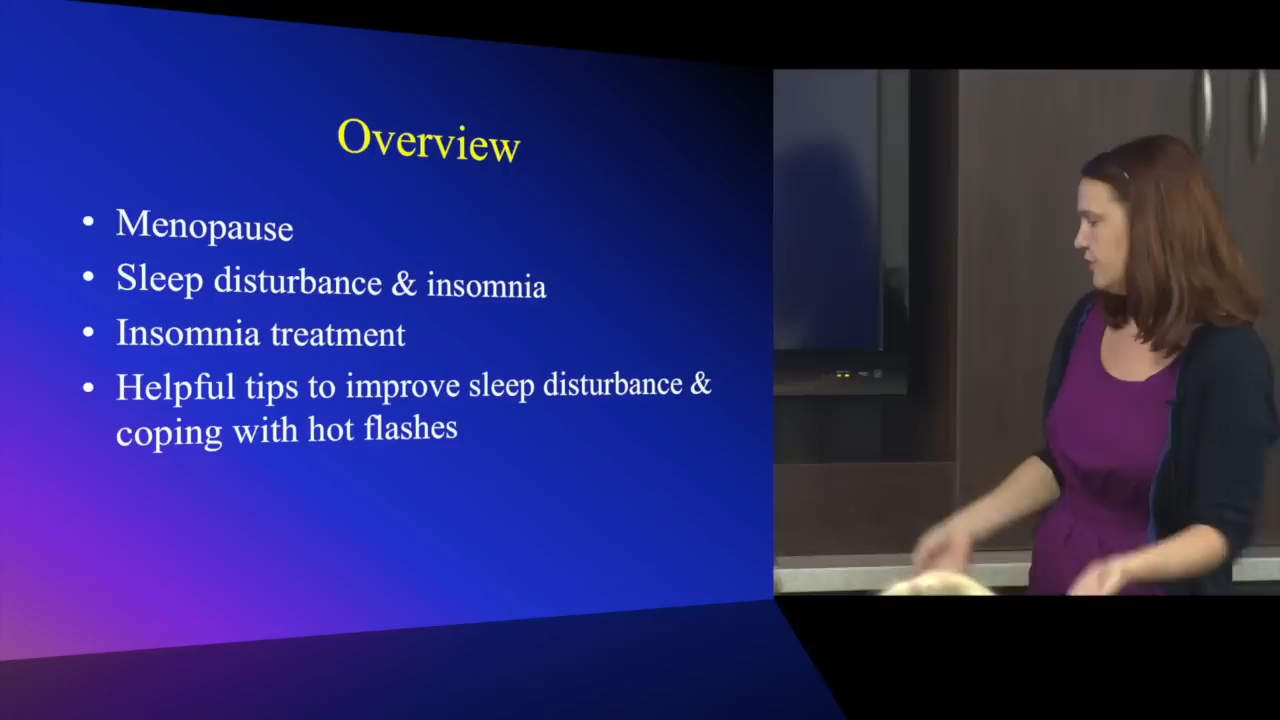 Overview
• Menopause
• Sleep disturbance & insomnia
• Insomnia treatment
• Helpful tips to improve sleep disturbance &
coping with hot flashes